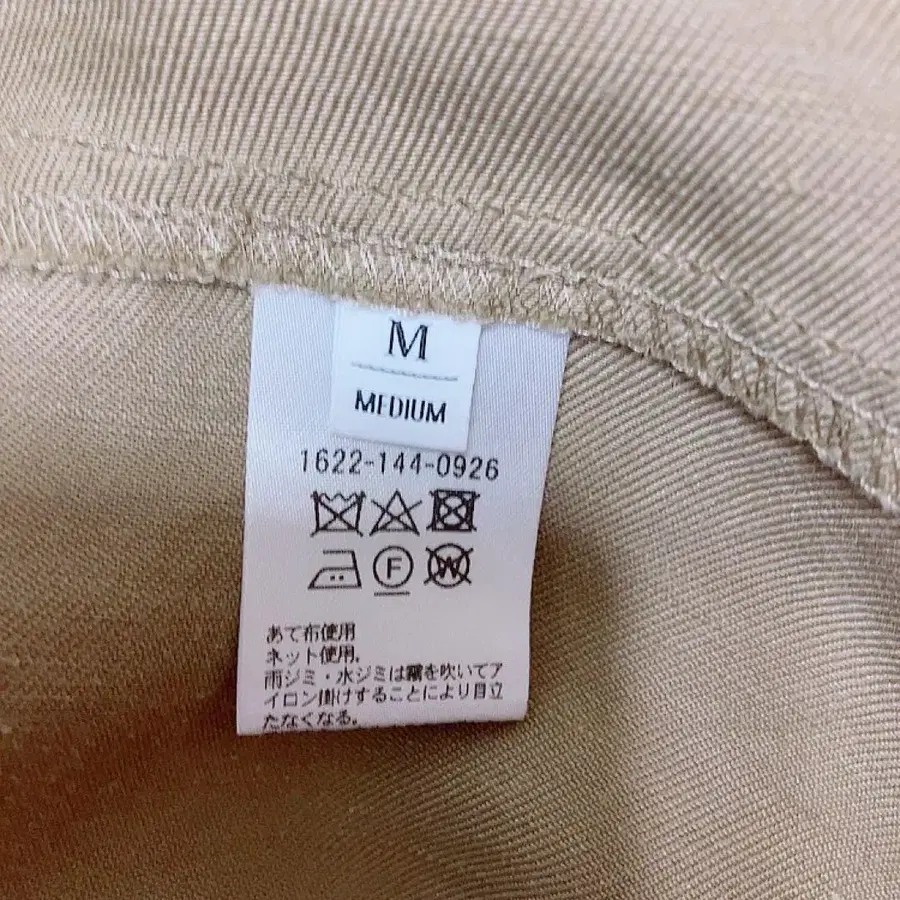 M
MEDIUM
1622-144-0926
F
W
あて布使用
ネット使用.
雨ジミ・水ジミは霧を吹いてア
イロン掛けすることにより目立
たなくなる。